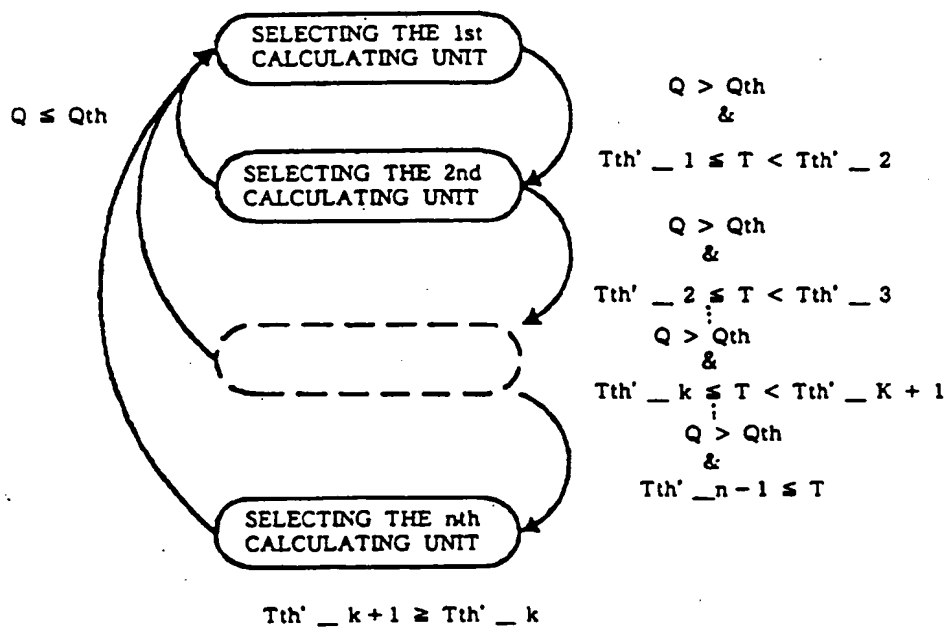 SELECTING THE 1st
CALCULATING UNIT
Q ≦ Qth
Q > Qth
&
Tth' _ 1 ≦ T < Tth' _ 2
SELECTING THE 2nd
CALCULATING UNIT
Q > Qth
&
Tth' _ 2 ≦ T < Tth' _ 3
Q > Qth
&
Tth' _ k ≦ T < Tth' _ K + 1
Q > Qth
&
Tth' _n-1 ≦ T
SELECTING THE nth
CALCULATING UNIT
Tth' _ k+1 ≧ Tth' _ k